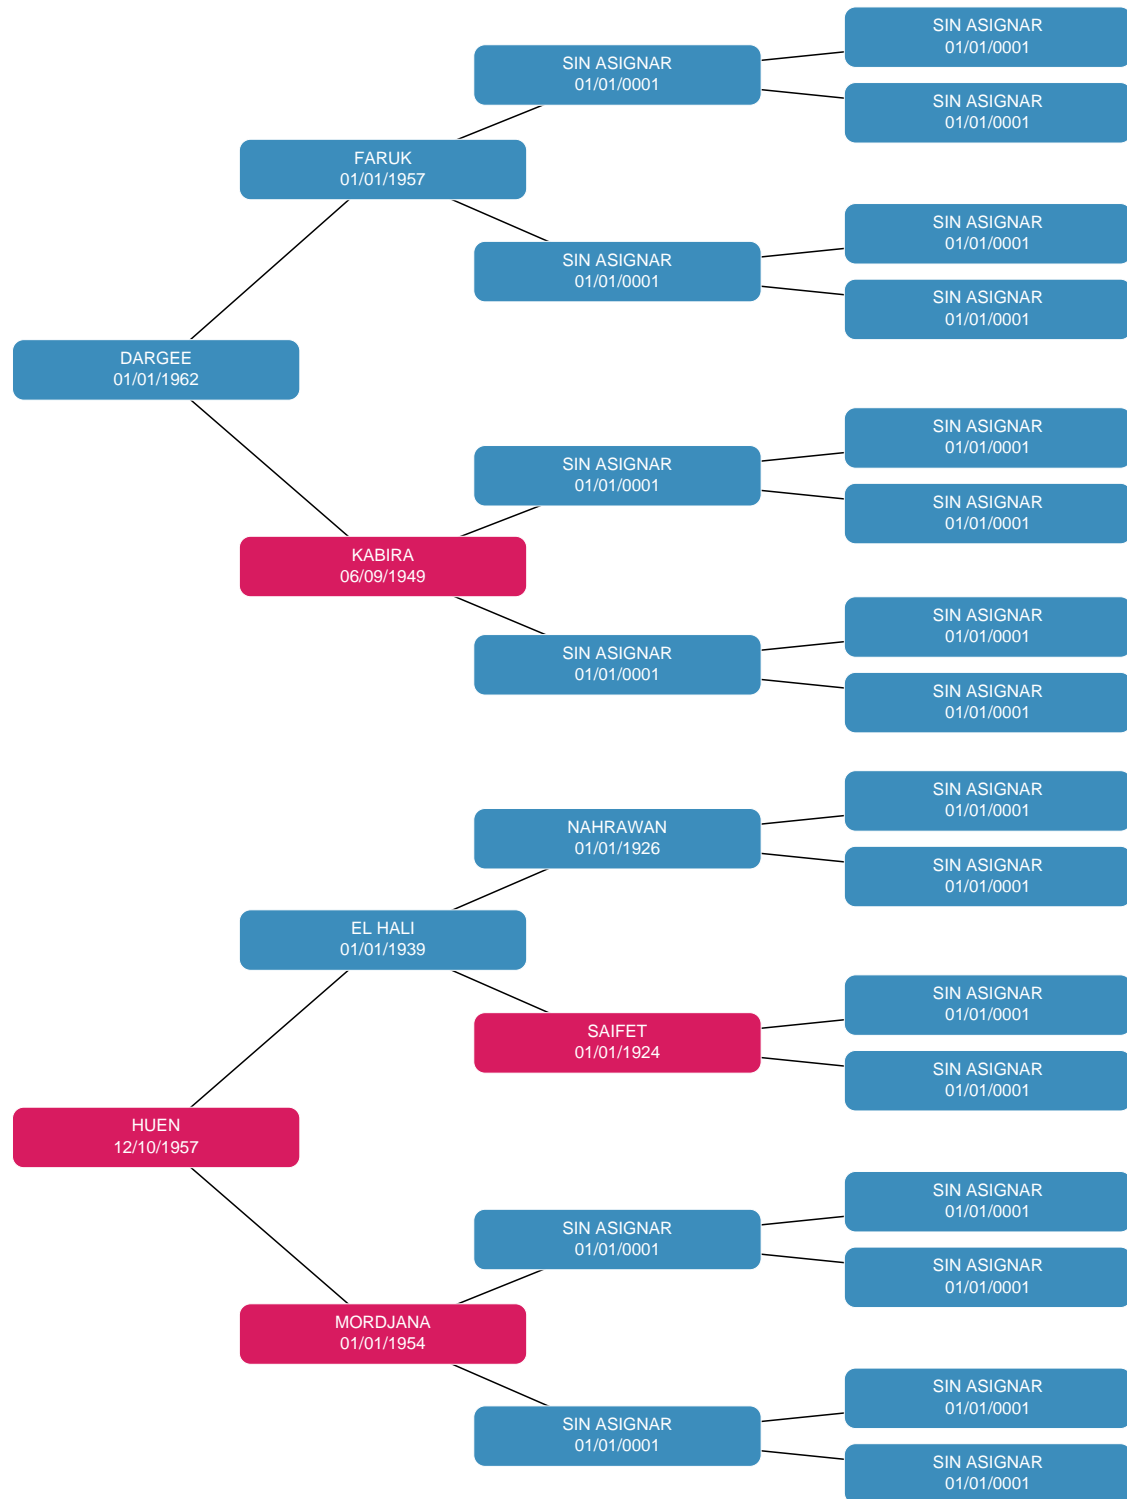 SIN ASIGNAR
01/01/0001
SIN ASIGNAR
01/01/0001
SIN ASIGNAR
01/01/0001
FARUK
01/01/1957
SIN ASIGNAR
01/01/0001
SIN ASIGNAR
01/01/0001
SIN ASIGNAR
01/01/0001
DARGEE
01/01/1962
SIN ASIGNAR
01/01/0001
SIN ASIGNAR
01/01/0001
SIN ASIGNAR
01/01/0001
KABIRA
06/09/1949
SIN ASIGNAR
01/01/0001
SIN ASIGNAR
01/01/0001
SIN ASIGNAR
01/01/0001
SIN ASIGNAR
01/01/0001
NAHRAWAN
01/01/1926
SIN ASIGNAR
01/01/0001
EL HALI
01/01/1939
SIN ASIGNAR
01/01/0001
SAIFET
01/01/1924
SIN ASIGNAR
01/01/0001
HUEN
12/10/1957
SIN ASIGNAR
01/01/0001
SIN ASIGNAR
01/01/0001
SIN ASIGNAR
01/01/0001
MORDJANA
01/01/1954
SIN ASIGNAR
01/01/0001
SIN ASIGNAR
01/01/0001
SIN ASIGNAR
01/01/0001